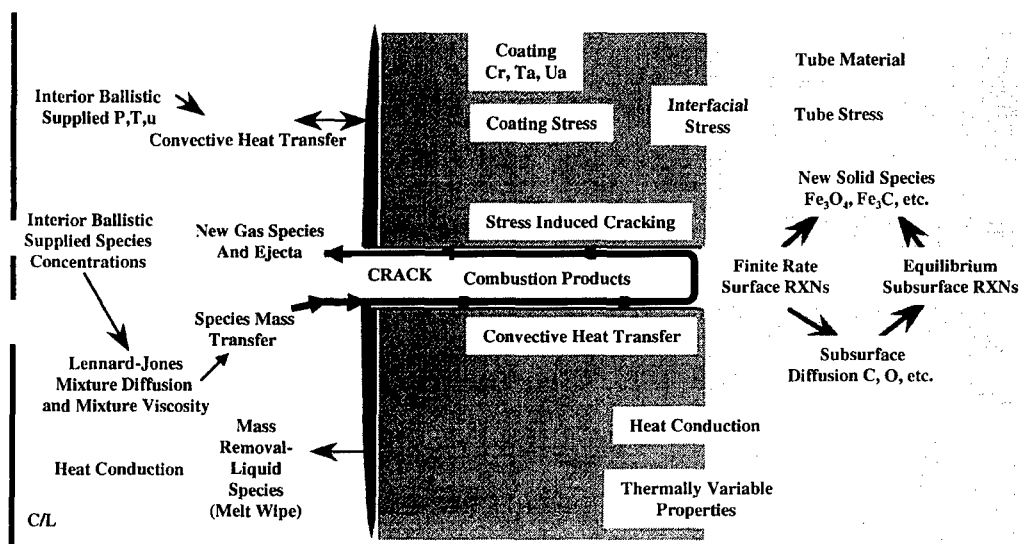 Interior Ballistic
Supplied P,T,u
Convective Heat Transfer
Interior Ballistic
Supplied Species
Concentrations
New Gas Species
And Ejecta
Species Mass
Transfer
Lennard-Jones
Mixture Diffusion
and Mixture Viscosity
Mass
Removal-
Liquid
Species
(Melt Wipe)
Heat Conduction
C/L
Coating
Cr, Ta, Ua
Coating Stress
Interfacial
Stress
Stress Induced Cracking
CRACK
Combustion Products
Convective Heat Transfer
Heat Conduction
Thermally Variable
Properties
Tube Material
Tube Stress
New Solid Species
Fe₃O₄, Fe₃C, etc.
Finite Rate
Surface RXNs
Equilibrium
Subsurface RXNs
Subsurface
Diffusion C, O, etc.